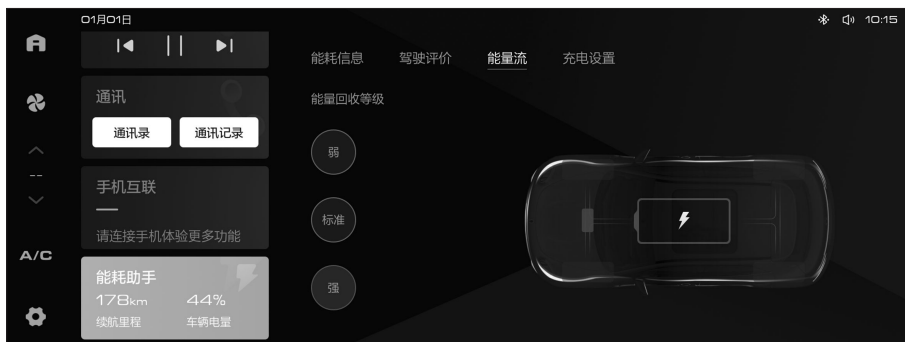 01月01日
10:15
能耗信息 驾驶评价 能量流 充电设置
通讯
通讯录 通讯记录
能量回收等级
弱
--
手机互联
请连接手机体验更多功能
标准
A/C
能耗助手
178km 44%
续航里程 车辆电量
强